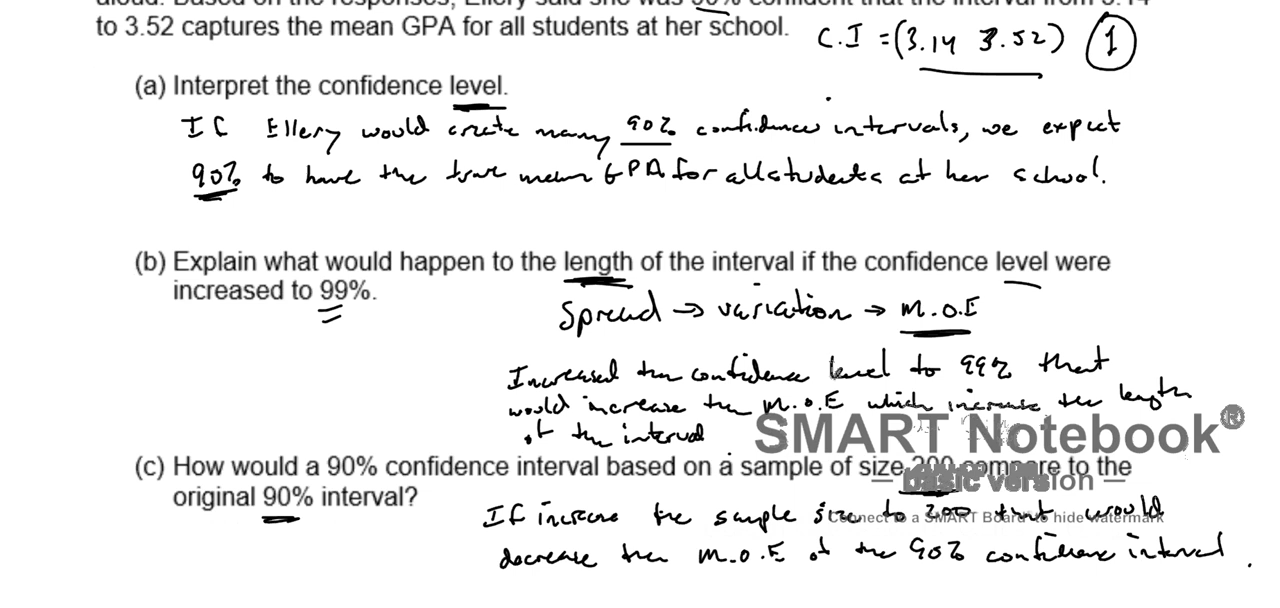 to 3.52 captures the mean GPA for all students at her school. C.I = (3.14 3.52) 1
(a) Interpret the confidence level.
If Ellery would create many 90% confidence intervals, we expect
90% to have the true mean GPA for all students at her school.
(b) Explain what would happen to the length of the interval if the confidence level were
increased to 99%.
Spread → variation → M.O.E
Increased the confidence level to 99% that
would increase the M.O.E which increase the length
of the interval
SMART Notebook®
(c) How would a 90% confidence interval based on a sample of size 200 compare to the
— basic version —
original 90% interval?
If increase the sample size to 200 that would
Connect to a SMART Board to hide watermark
decrease the M.O.E of the 90% confidence interval.